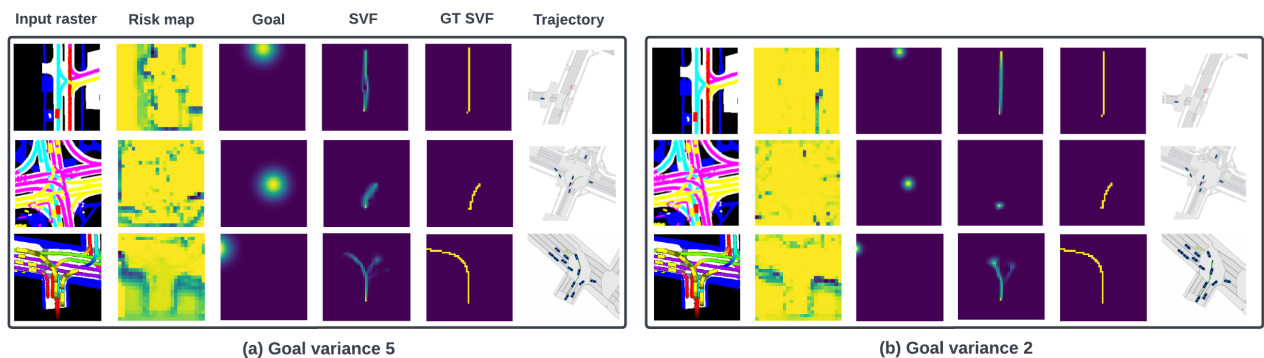 Input raster Risk map Goal SVF GT SVF Trajectory
(a) Goal variance 5
(b) Goal variance 2